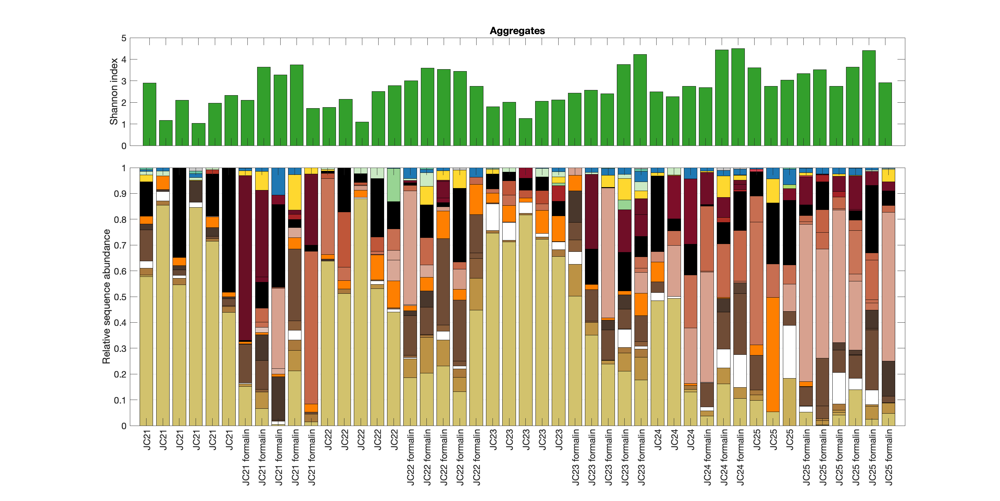 Aggregates
Shannon index
5
4
3
2
1
0
Relative sequence abundance
1
0.9
0.8
0.7
0.6
0.5
0.4
0.3
0.2
0.1
0
JC21
JC21
JC21
JC21
JC21
JC21
JC21 formalin
JC21 formalin
JC21 formalin
JC21 formalin
JC21 formalin
JC22
JC22
JC22
JC22
JC22
JC22 formalin
JC22 formalin
JC22 formalin
JC22 formalin
JC22 formalin
JC23
JC23
JC23
JC23
JC23
JC23 formalin
JC23 formalin
JC23 formalin
JC23 formalin
JC23 formalin
JC24
JC24
JC24
JC24 formalin
JC24 formalin
JC24 formalin
JC25
JC25
JC25
JC25 formalin
JC25 formalin
JC25 formalin
JC25 formalin
JC25 formalin
JC25 formalin